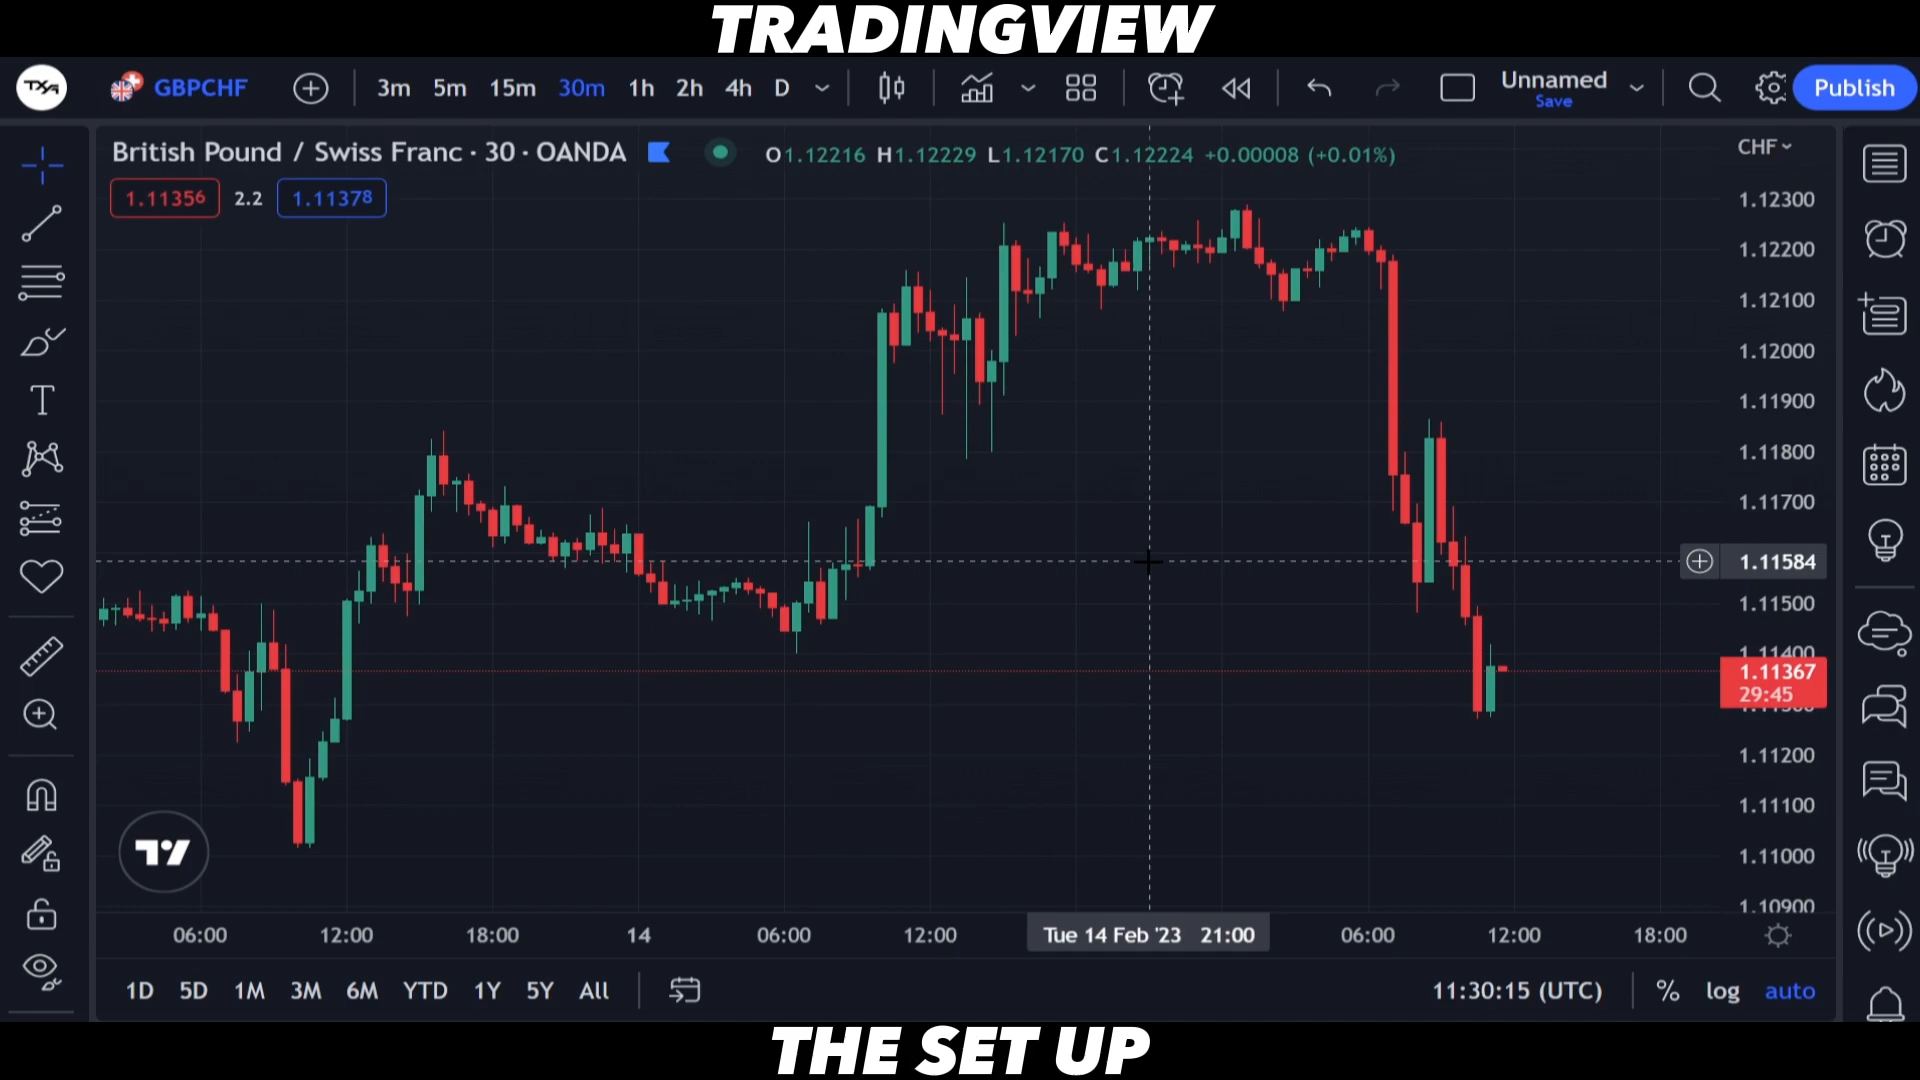 TRADINGVIEW
TXA GBPCHF 3m 5m 15m 30m 1h 2h 4h D Unnamed Publish
Save
British Pound / Swiss Franc · 30 · OANDA O1.12216 H1.12229 L1.12170 C1.12224 +0.00008 (+0.01%) CHF
1.11356 2.2 1.11378
1.12300
1.12200
1.12100
1.12000
1.11900
1.11800
1.11700
1.11584
1.11500
1.11400
1.11367
29:45
1.11300
1.11200
1.11100
1.11000
1.10900
06:00 12:00 18:00 14 06:00 12:00 Tue 14 Feb '23 21:00 06:00 12:00 18:00
1D 5D 1M 3M 6M YTD 1Y 5Y All 11:30:15 (UTC) % log auto
THE SET UP